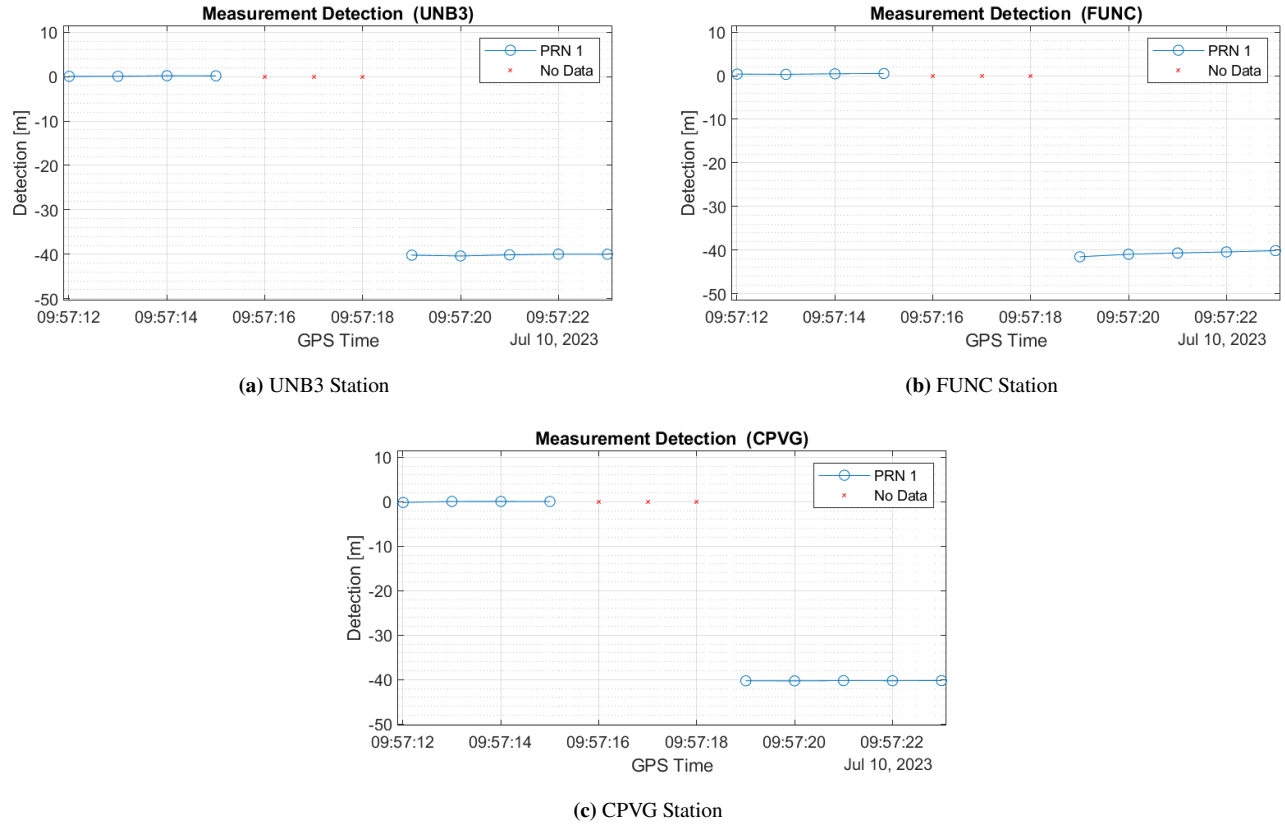 Measurement Detection (UNB3)
10
0
-10
-20
-30
-40
-50
Detection [m]
PRN 1
No Data
09:57:12 09:57:14 09:57:16 09:57:18 09:57:20 09:57:22
GPS Time
Jul 10, 2023
(a) UNB3 Station
Measurement Detection (FUNC)
10
0
-10
-20
-30
-40
-50
Detection [m]
PRN 1
No Data
09:57:12 09:57:14 09:57:16 09:57:18 09:57:20 09:57:22
GPS Time
Jul 10, 2023
(b) FUNC Station
Measurement Detection (CPVG)
10
0
-10
-20
-30
-40
-50
Detection [m]
PRN 1
No Data
09:57:12 09:57:14 09:57:16 09:57:18 09:57:20 09:57:22
GPS Time
Jul 10, 2023
(c) CPVG Station